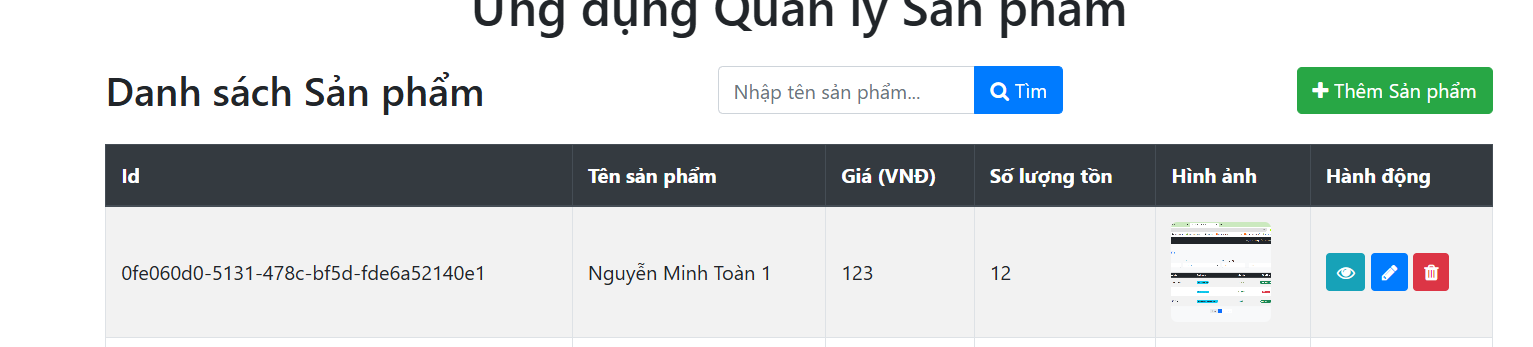 Ứng dụng Quản lý Sản phẩm
Danh sách Sản phẩm
Nhập tên sản phẩm...
Tìm
Thêm Sản phẩm
Id Tên sản phẩm Giá (VNĐ) Số lượng tồn Hình ảnh Hành động
0fe060d0-5131-478c-bf5d-fde6a52140e1 Nguyễn Minh Toàn 1 123 12